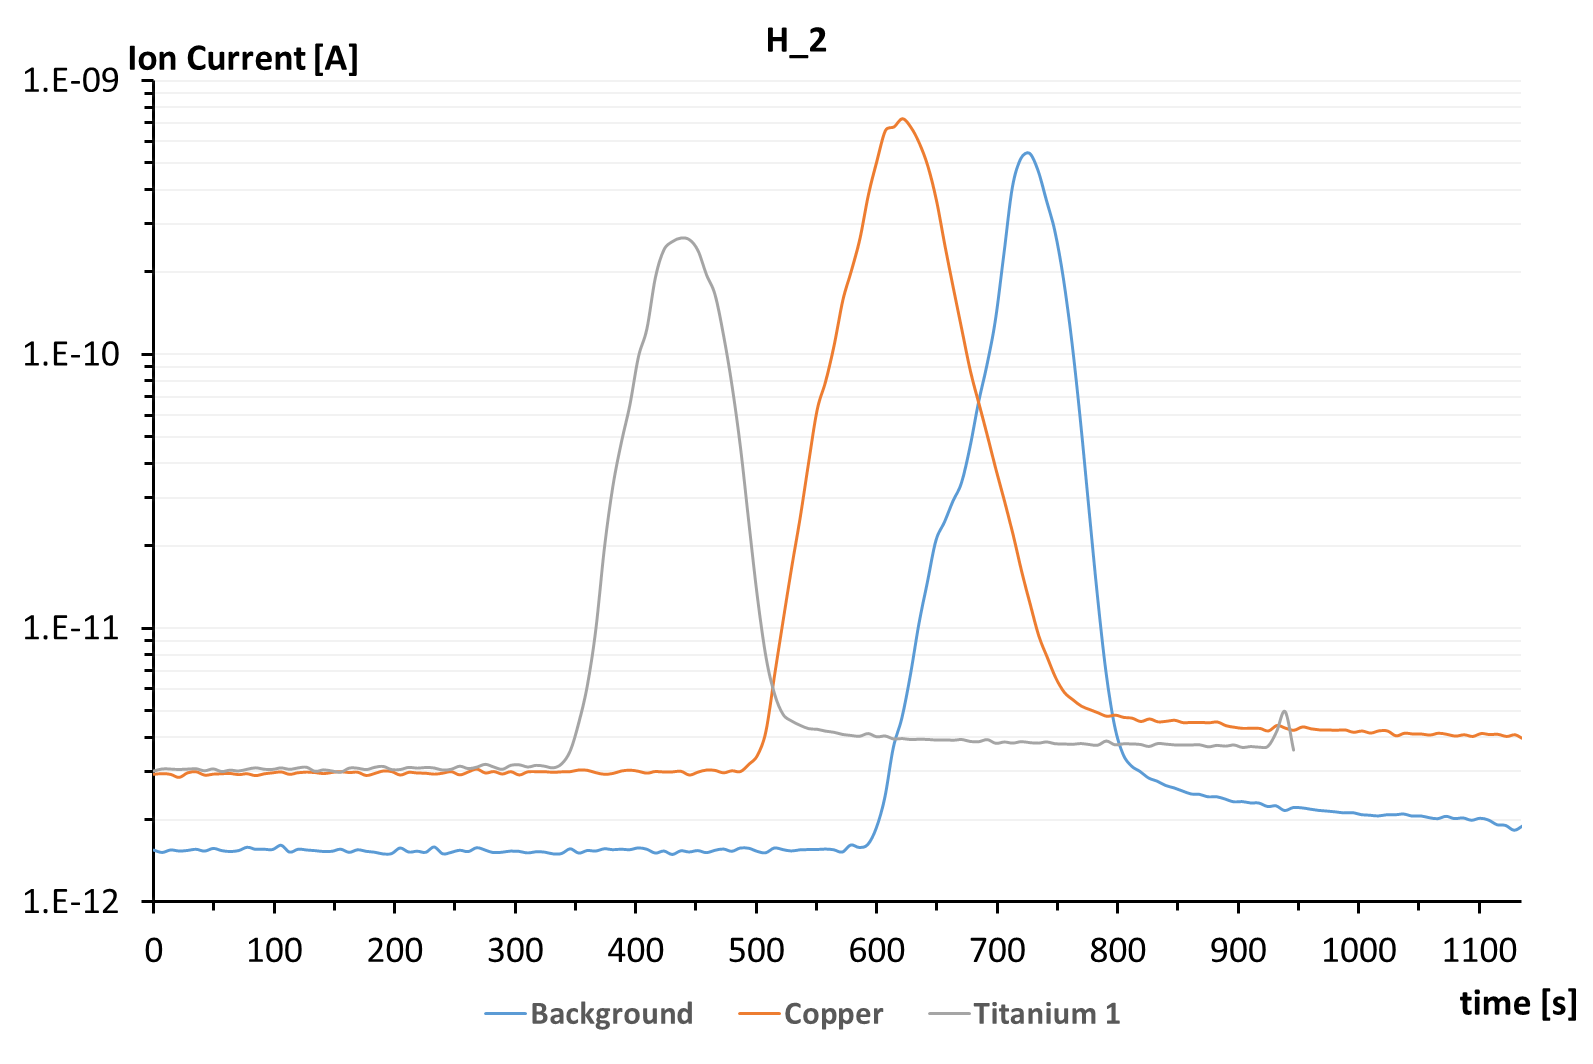 H_2
Ion Current [A]
1.E-09
1.E-10
1.E-11
1.E-12
0 100 200 300 400 500 600 700 800 900 1000 1100
time [s]
Background Copper Titanium 1